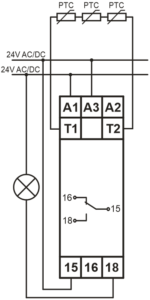 PTC PTC PTC
24V AC/DC
24V AC/DC
A1 A3 A2
T1 T2
16
15
18
15 16 18